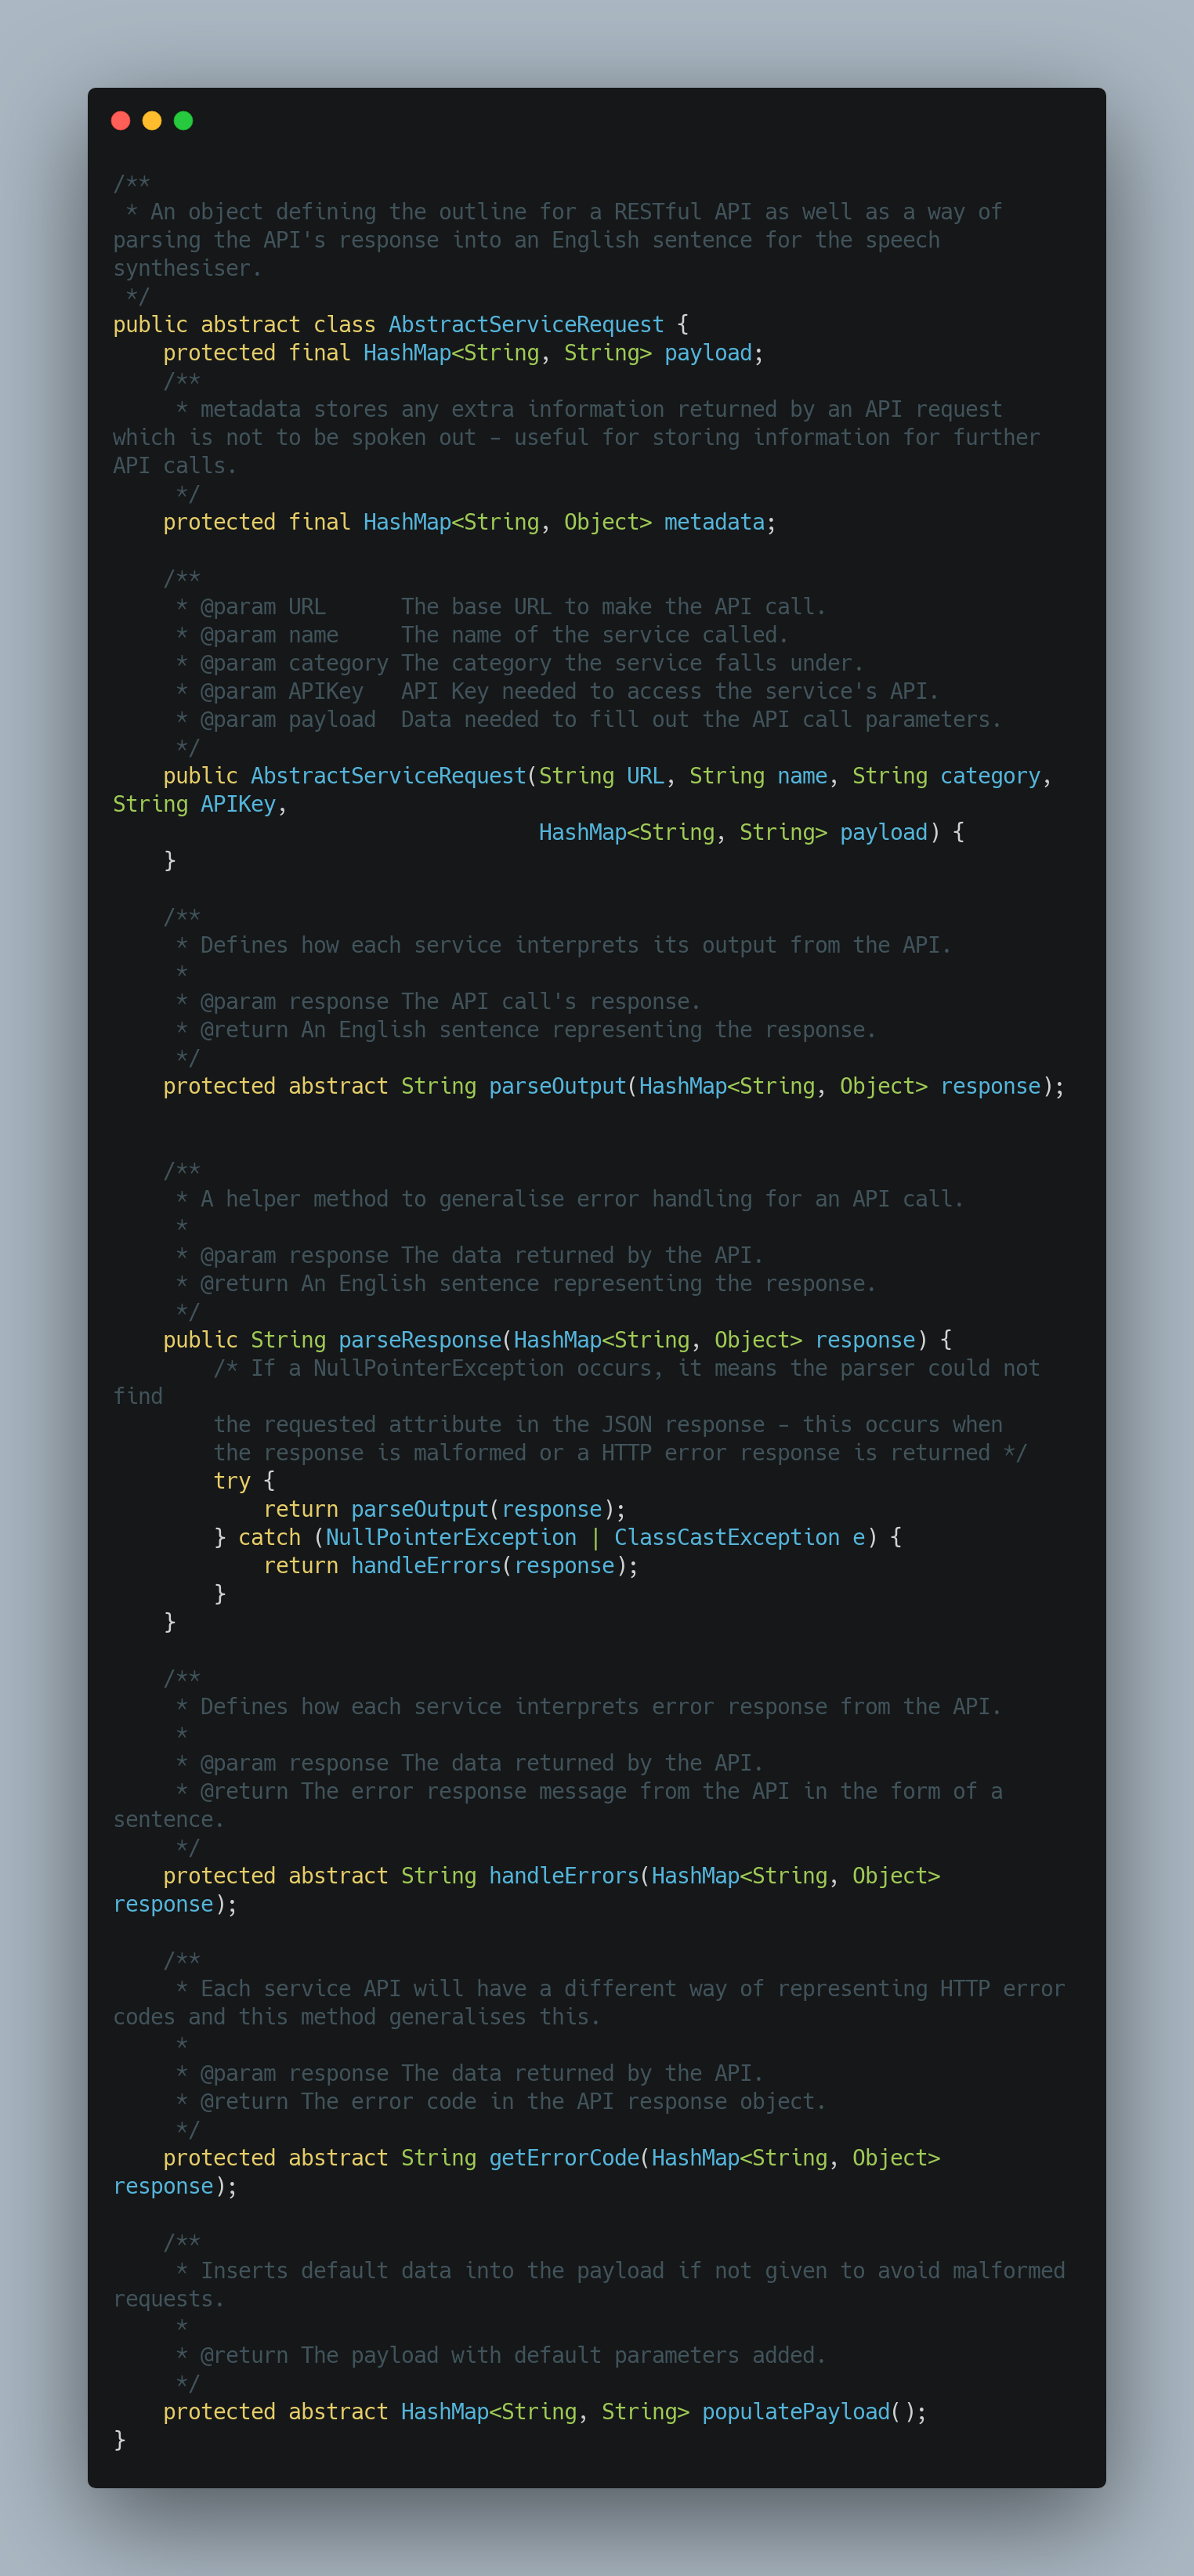 /**
 * An object defining the outline for a RESTful API as well as a way of
parsing the API's response into an English sentence for the speech
synthesiser.
 */
public abstract class AbstractServiceRequest {
    protected final HashMap<String, String> payload;
    /**
     * metadata stores any extra information returned by an API request
which is not to be spoken out - useful for storing information for further
API calls.
     */
    protected final HashMap<String, Object> metadata;

    /**
     * @param URL      The base URL to make the API call.
     * @param name     The name of the service called.
     * @param category The category the service falls under.
     * @param APIKey   API Key needed to access the service's API.
     * @param payload  Data needed to fill out the API call parameters.
     */
    public AbstractServiceRequest(String URL, String name, String category,
String APIKey,
                                  HashMap<String, String> payload) {
    }

    /**
     * Defines how each service interprets its output from the API.
     *
     * @param response The API call's response.
     * @return An English sentence representing the response.
     */
    protected abstract String parseOutput(HashMap<String, Object> response);


    /**
     * A helper method to generalise error handling for an API call.
     *
     * @param response The data returned by the API.
     * @return An English sentence representing the response.
     */
    public String parseResponse(HashMap<String, Object> response) {
        /* If a NullPointerException occurs, it means the parser could not
find
        the requested attribute in the JSON response - this occurs when
        the response is malformed or a HTTP error response is returned */
        try {
            return parseOutput(response);
        } catch (NullPointerException | ClassCastException e) {
            return handleErrors(response);
        }
    }

    /**
     * Defines how each service interprets error response from the API.
     *
     * @param response The data returned by the API.
     * @return The error response message from the API in the form of a
sentence.
     */
    protected abstract String handleErrors(HashMap<String, Object>
response);

    /**
     * Each service API will have a different way of representing HTTP error
codes and this method generalises this.
     *
     * @param response The data returned by the API.
     * @return The error code in the API response object.
     */
    protected abstract String getErrorCode(HashMap<String, Object>
response);

    /**
     * Inserts default data into the payload if not given to avoid malformed
requests.
     *
     * @return The payload with default parameters added.
     */
    protected abstract HashMap<String, String> populatePayload();
}